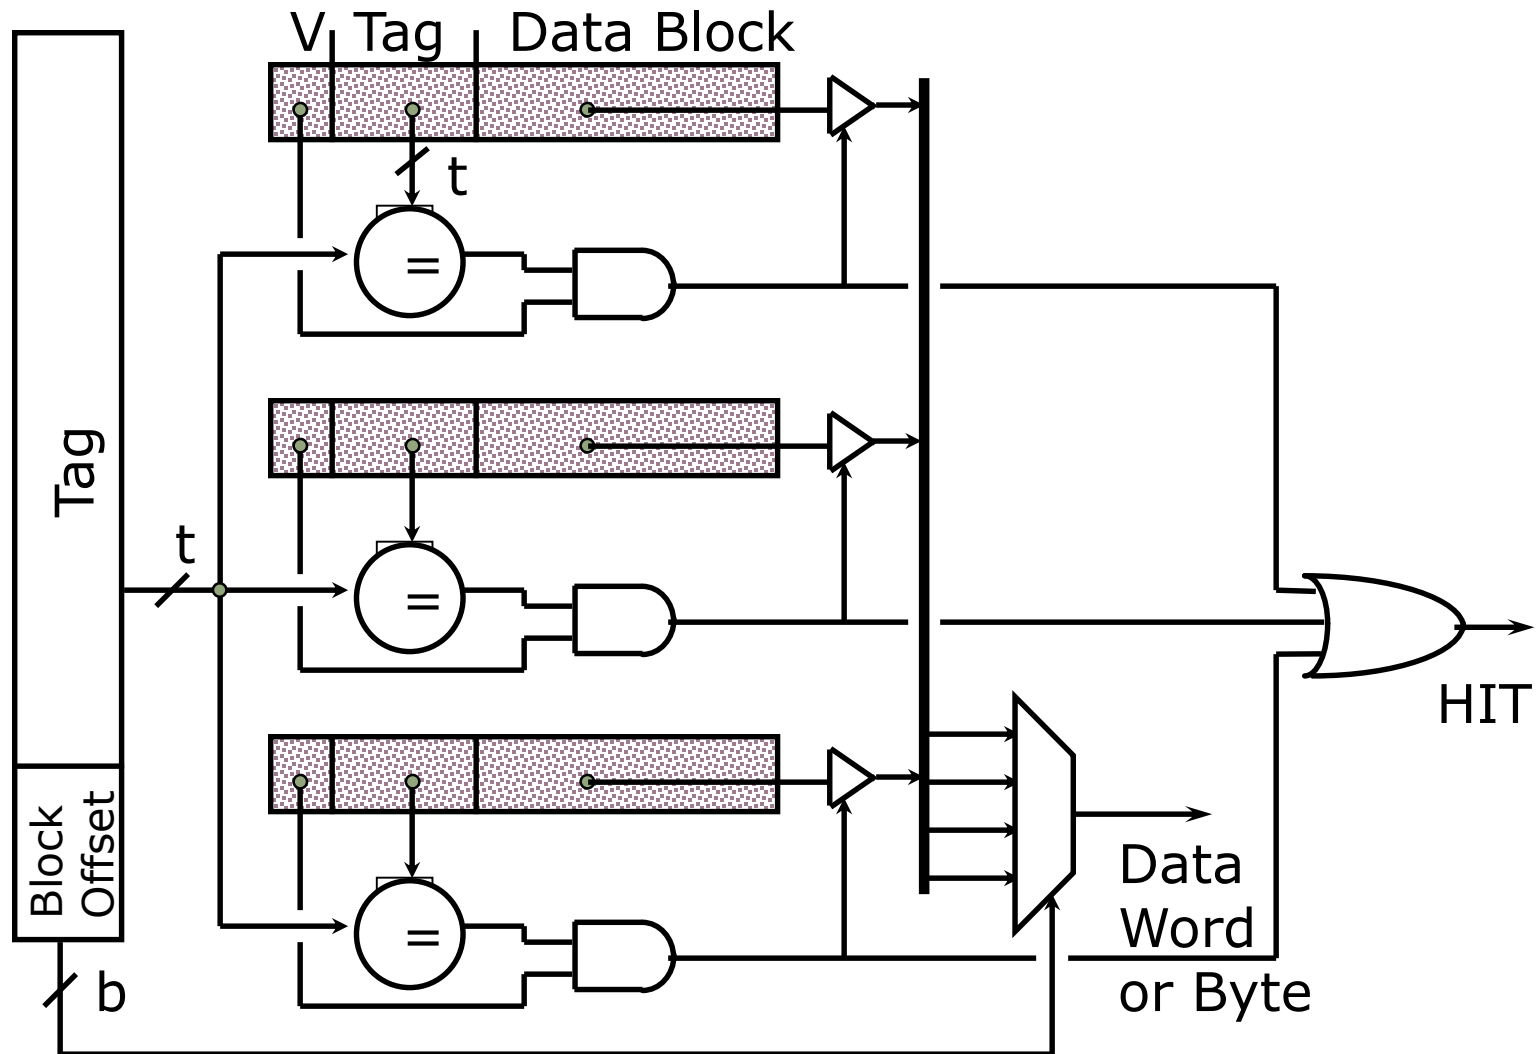 V Tag Data Block
t
=
Tag
t
=
HIT
=
Block
Offset
Data
Word
or Byte
b